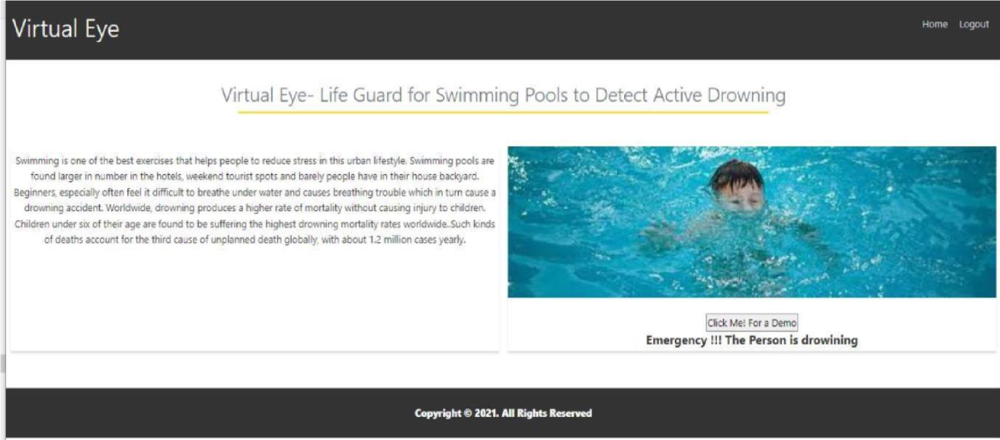 Virtual Eye
Home Logout
Virtual Eye- Life Guard for Swimming Pools to Detect Active Drowning
Swimming is one of the best exercises that helps people to reduce stress in this urban lifestyle. Swimming pools are
found larger in number in the hotels, weekend tourist spots and barely people have in their house backyard.
Beginners, especially often feel it difficult to breathe under water and causes breathing trouble which in turn cause a
drowning accident. Worldwide, drowning produces a higher rate of mortality without causing injury to children.
Children under six of their age are found to be suffering the highest drowning mortality rates worldwide..Such kinds
of deaths account for the third cause of unplanned death globally, with about 1.2 million cases yearly.
Click Me! For a Demo
Emergency !!! The Person is drowining
Copyright © 2021. All Rights Reserved